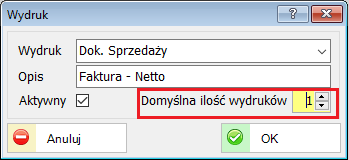 Wydruk
Wydruk Dok. Sprzedaży
Opis Faktura - Netto
Aktywny Domyślna ilość wydruków 1
Anuluj OK